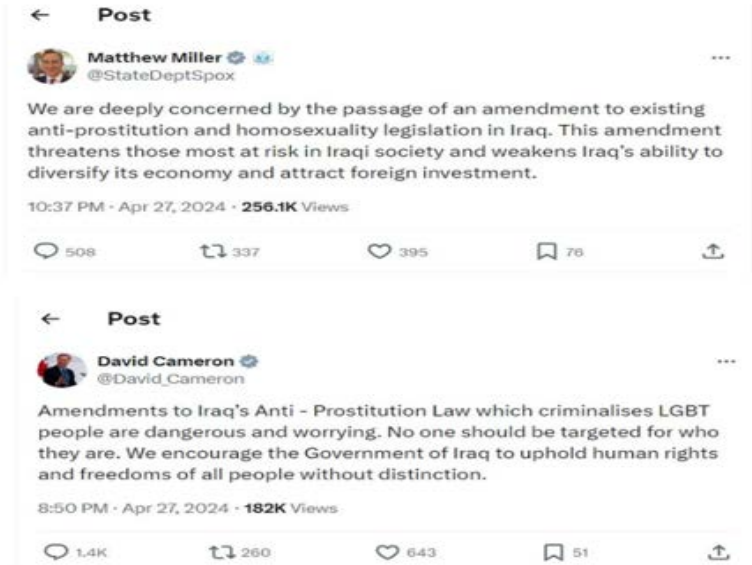 ← Post
Matthew Miller
@StateDeptSpox
We are deeply concerned by the passage of an amendment to existing
anti-prostitution and homosexuality legislation in Iraq. This amendment
threatens those most at risk in Iraqi society and weakens Iraq's ability to
diversify its economy and attract foreign investment.
10:37 PM · Apr 27, 2024 · 256.1K Views
508 337 395 76
← Post
David Cameron
@David_Cameron
Amendments to Iraq's Anti - Prostitution Law which criminalises LGBT
people are dangerous and worrying. No one should be targeted for who
they are. We encourage the Government of Iraq to uphold human rights
and freedoms of all people without distinction.
8:50 PM · Apr 27, 2024 · 182K Views
1.4K 260 643 51